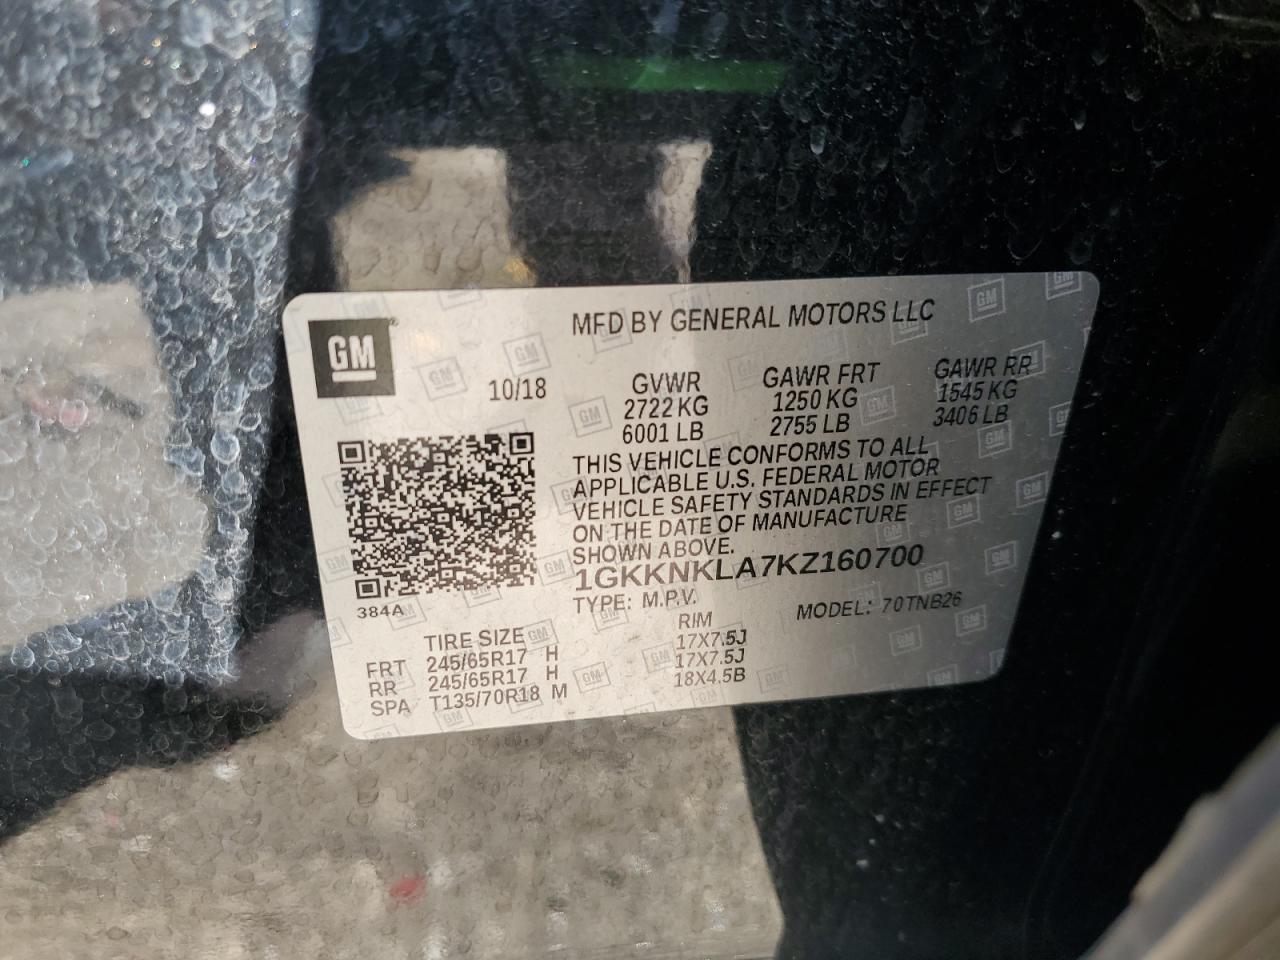 GM
MFD BY GENERAL MOTORS LLC
10/18
GVWR GAWR FRT GAWR RR
2722 KG 1250 KG 1545 KG
6001 LB 2755 LB 3406 LB
THIS VEHICLE CONFORMS TO ALL
APPLICABLE U.S. FEDERAL MOTOR
VEHICLE SAFETY STANDARDS IN EFFECT
ON THE DATE OF MANUFACTURE
SHOWN ABOVE.
1GKKNKLA7KZ160700
TYPE: M.P.V. MODEL: 70TNB26
384A
TIRE SIZE RIM
FRT 245/65R17 H 17X7.5J
RR 245/65R17 H 17X7.5J
SPA T135/70R18 M 18X4.5B